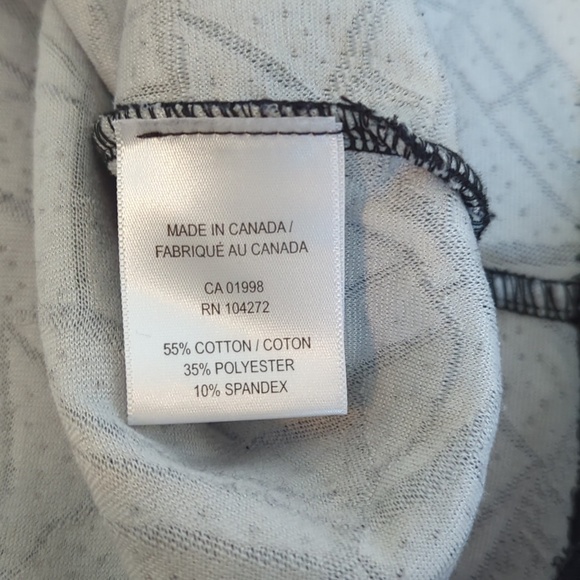 MADE IN CANADA /
FABRIQUÉ AU CANADA
CA 01998
RN 104272
55% COTTON / COTON
35% POLYESTER
10% SPANDEX